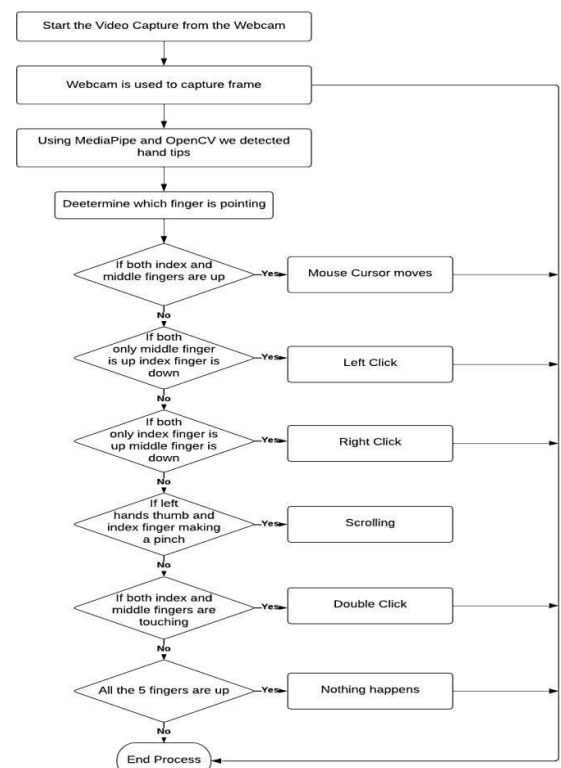 Start the Video Capture from the Webcam
Webcam is used to capture frame
Using MediaPipe and OpenCV we detected
hand tips
Deetermine which finger is pointing
If both index and
middle fingers are up
Yes
Mouse Cursor moves
No
If both
only middle finger
is up index finger is
down
Yes
Left Click
No
If both
only index finger is
up middle finger is
down
Yes
Right Click
No
If left
hands thumb and
index finger making
a pinch
Yes
Scrolling
No
If both index and
middle fingers are
touching
Yes
Double Click
No
All the 5 fingers are up
Yes
Nothing happens
No
End Process